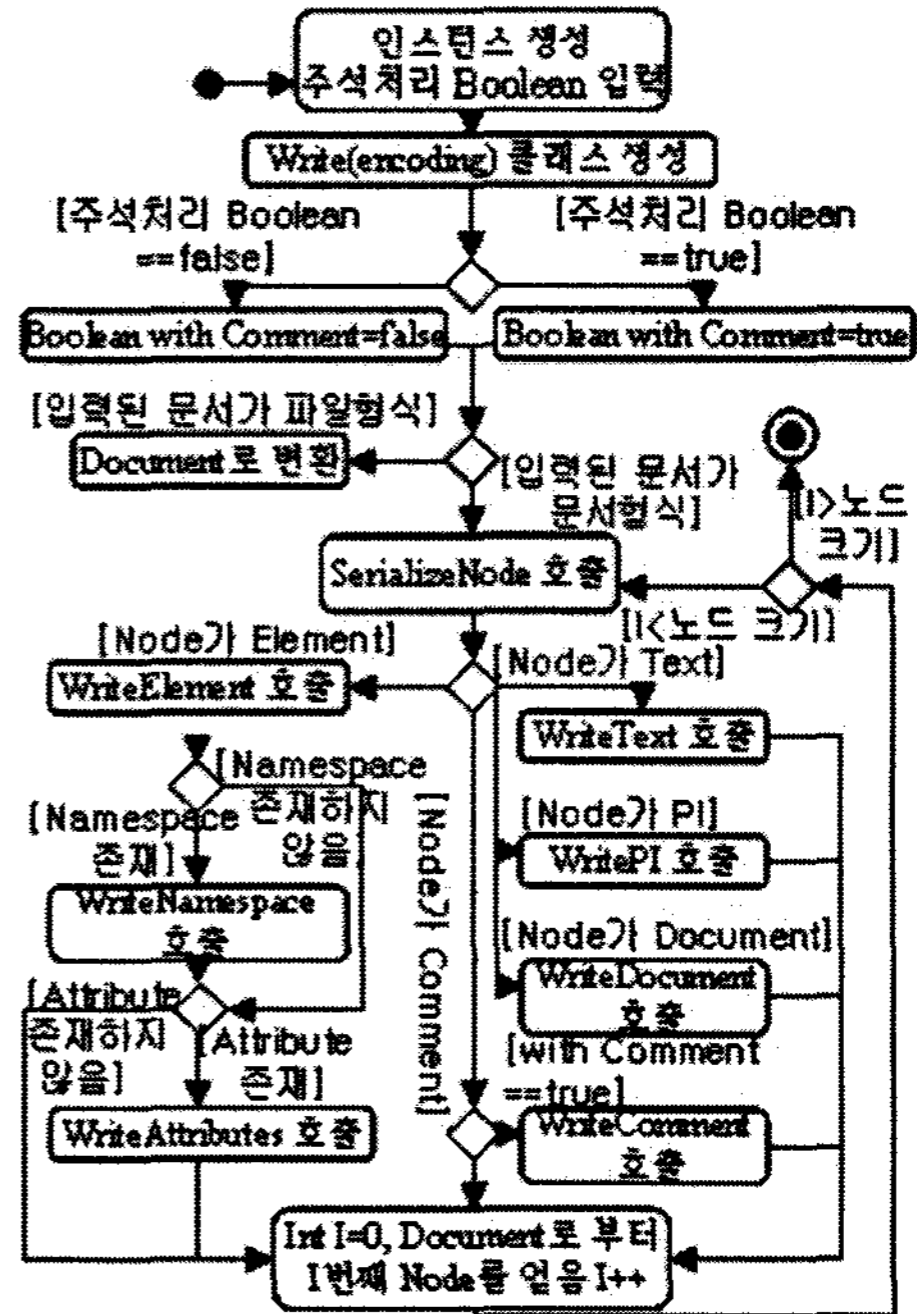 인스턴스 생성
주석처리 Boolean 입력
Write(encoding) 클래스 생성
[주석처리 Boolean
==false]
[주석처리 Boolean
==true]
Boolean with Comment=false
Boolean with Comment=true
[입력된 문서가 파일형식]
Document로 변환
[입력된 문서가
문서형식]
[I>노드
크기]
SerializeNode 호출
[I<노드 크기]
[Node가 Element]
[Node가 Text]
WriteElement 호출
WriteText 호출
[Namespace
존재하지
않음]
[Namespace
존재]
[Node가 PI]
WritePI 호출
WriteNamespace
호출
[Node가 Comment]
[Node가 Document]
WriteDocument
호출
[Attribute
존재하지
않음]
[Attribute
존재]
[with Comment
==true]
WriteAttributes 호출
WriteComment
호출
Int I=0, Document로 부터
I번째 Node를 얻음 I++